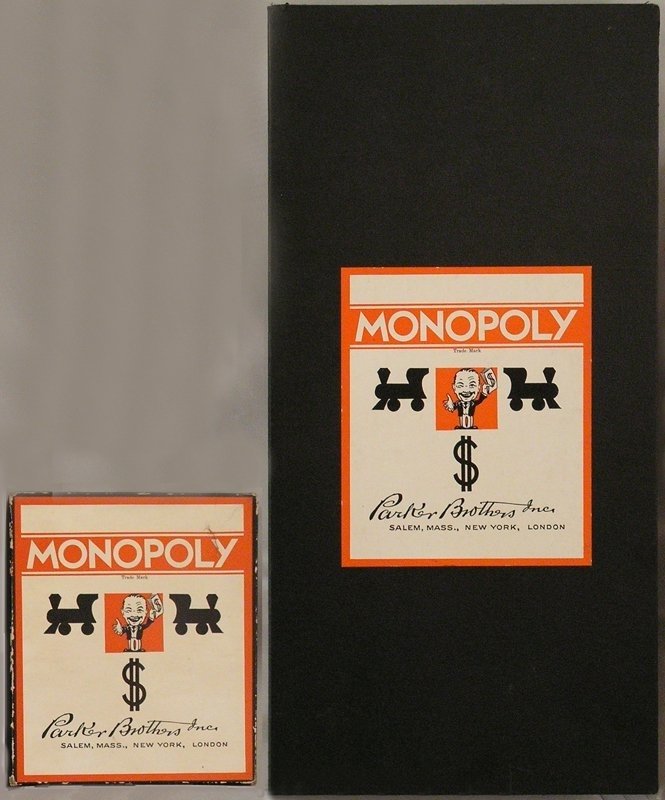 MONOPOLY
Trade Mark
$
Parker Brothers Inc.
SALEM, MASS., NEW YORK, LONDON
MONOPOLY
Trade Mark
$
Parker Brothers Inc.
SALEM, MASS., NEW YORK, LONDON